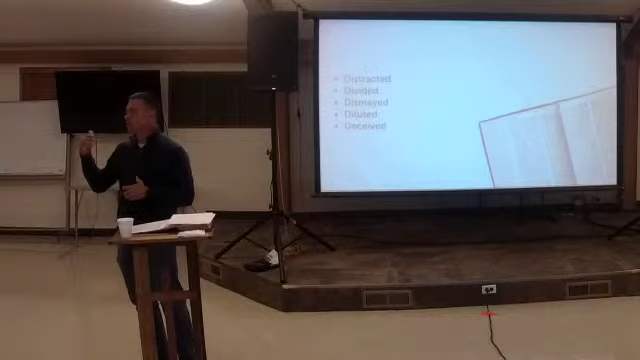 • Distracted
• Divided
• Dismayed
• Diluted
• Deceived